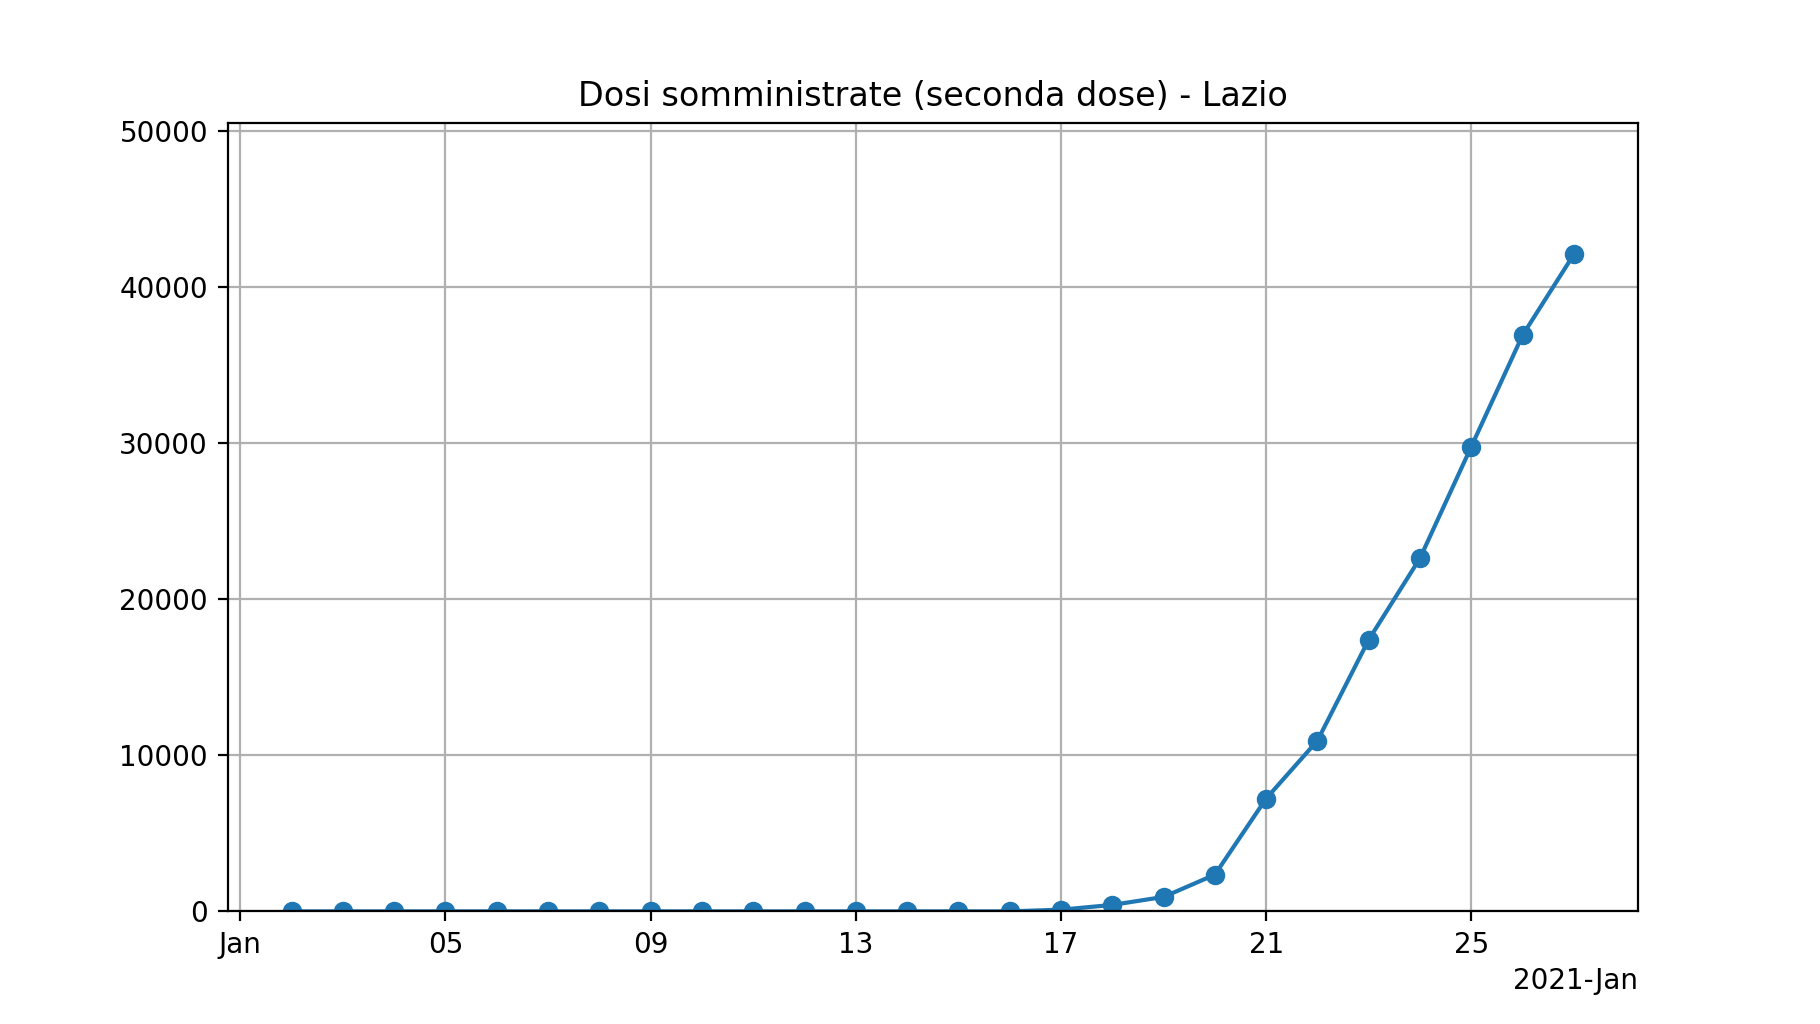 Dosi somministrate (seconda dose) - Lazio
50000
40000
30000
20000
10000
0
Jan 05 09 13 17 21 25
2021-Jan